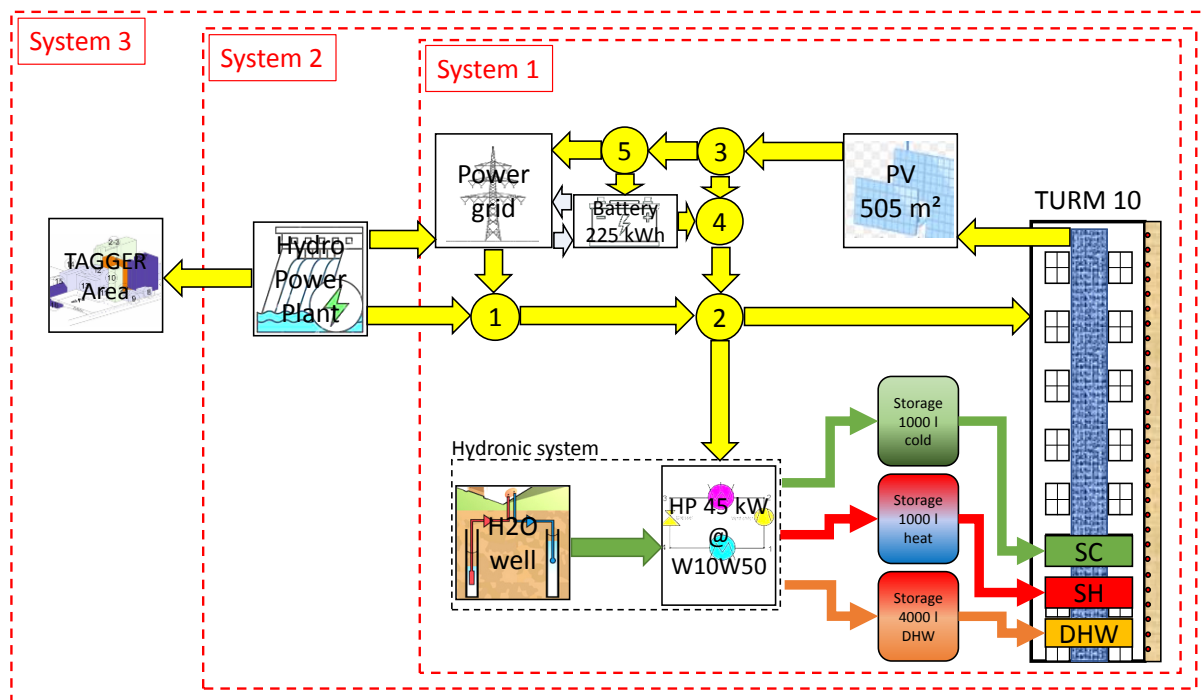 System 3
System 2
System 1
Power
grid
5
3
PV
505 m²
TURM 10
Battery
225 kWh
4
TAGGER
Area
Hydro
Power
Plant
1
2
Hydronic system
H2O
well
HP 45 kW
@
W10W50
Storage
1000 l
cold
Storage
1000 l
heat
Storage
4000 l
DHW
SC
SH
DHW